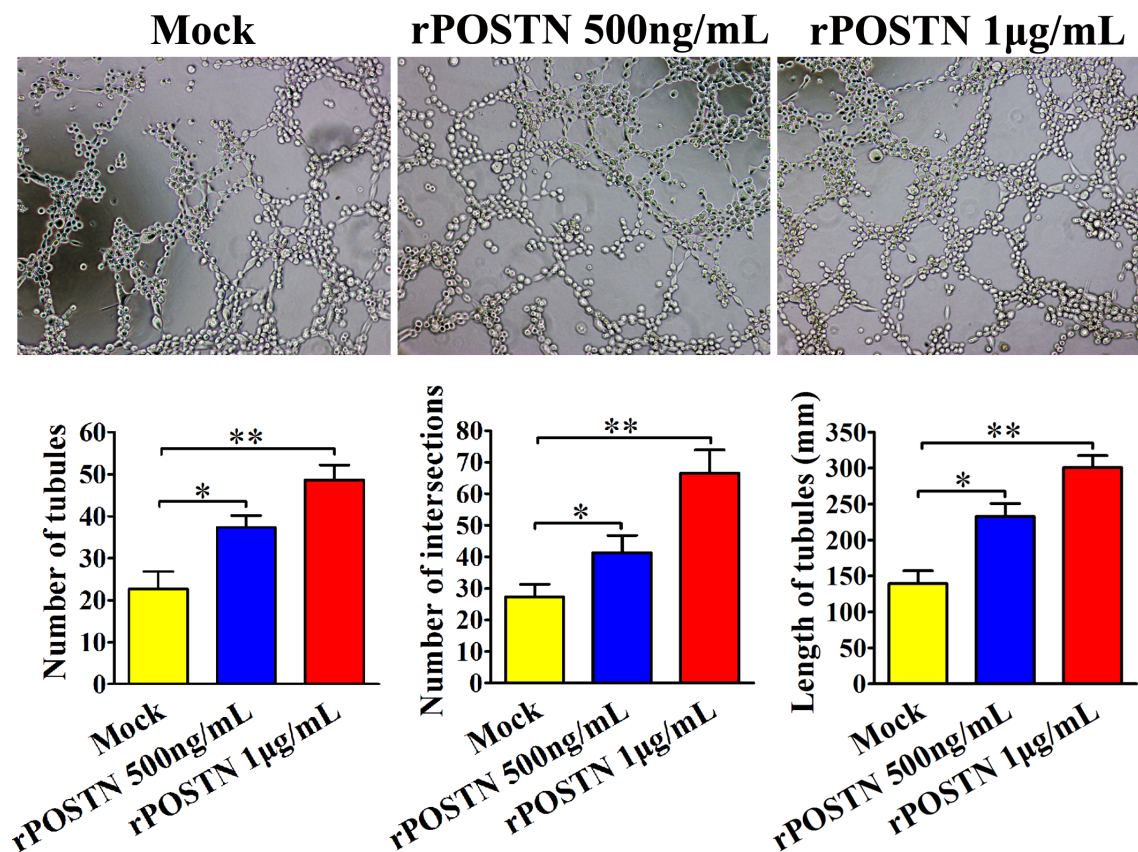 Mock
rPOSTN 500ng/mL
rPOSTN 1μg/mL
Number of tubules
60
50
40
30
20
10
0
*
**
Mock
rPOSTN 500ng/mL
rPOSTN 1μg/mL
Number of intersections
80
70
60
50
40
30
20
10
0
*
**
Mock
rPOSTN 500ng/mL
rPOSTN 1μg/mL
Length of tubules (mm)
350
300
250
200
150
100
50
0
*
**
Mock
rPOSTN 500ng/mL
rPOSTN 1μg/mL